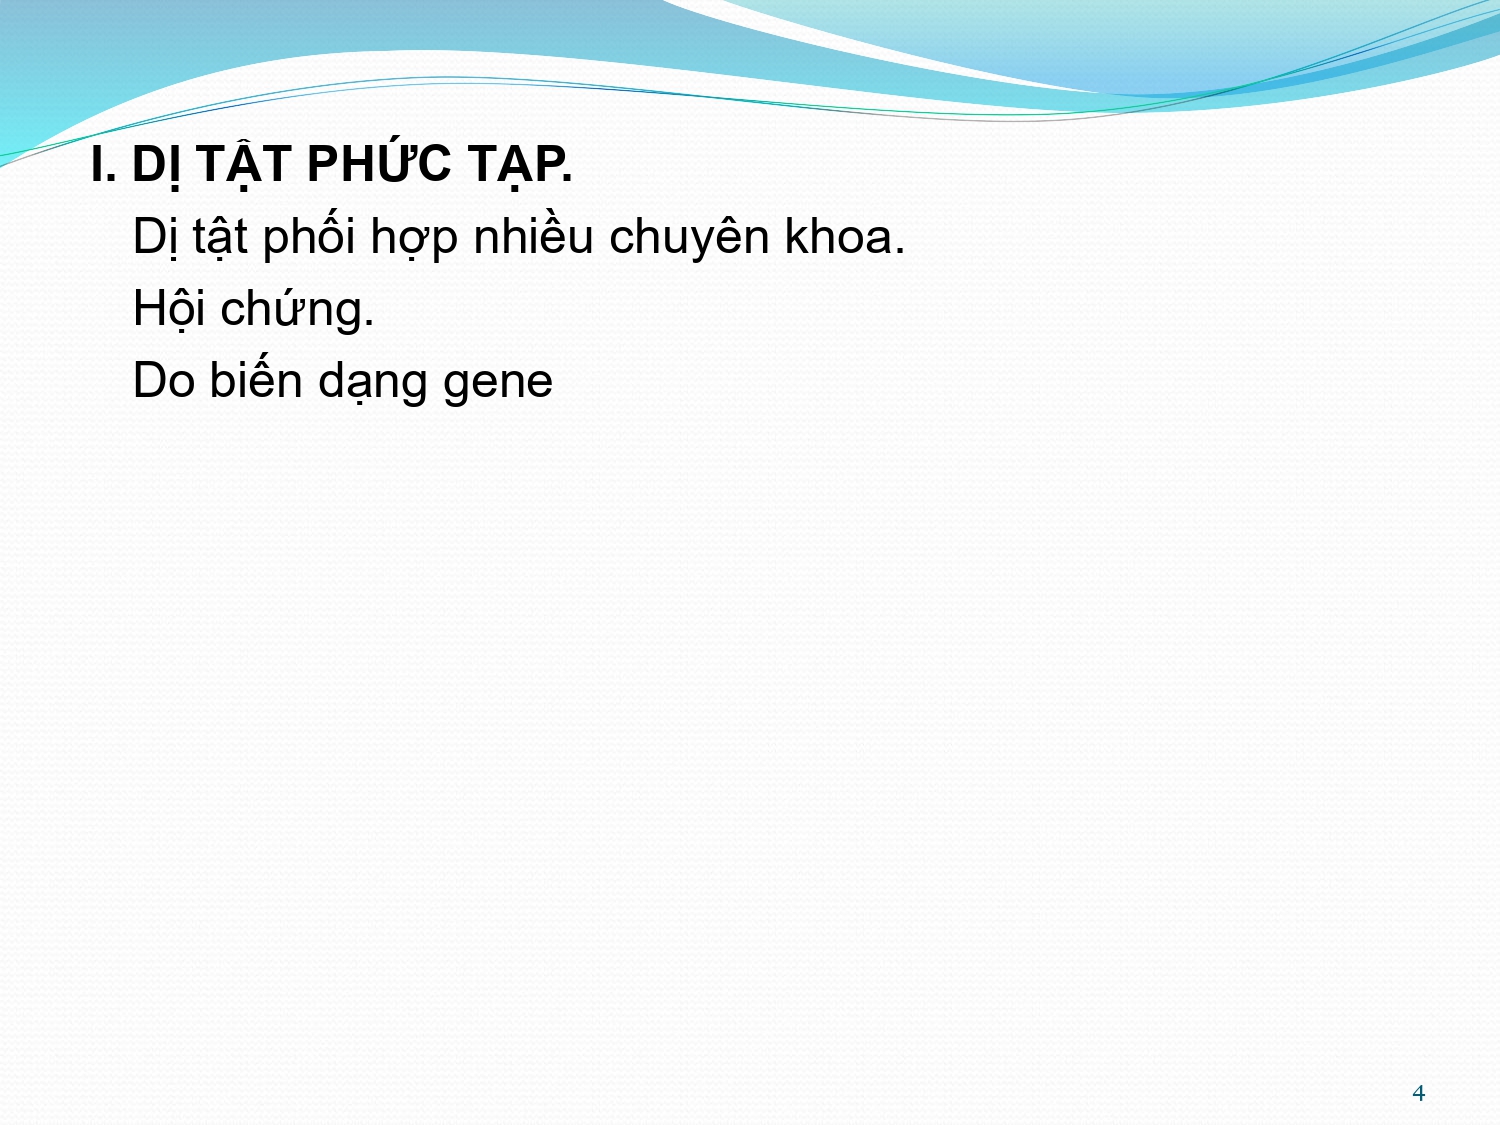 I. DỊ TẬT PHỨC TẠP.
Dị tật phối hợp nhiều chuyên khoa.
Hội chứng.
Do biến dạng gene
4